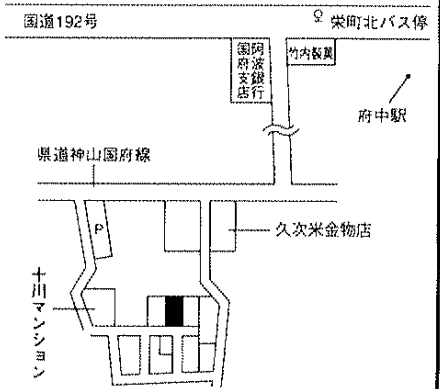 国道192号
栄町北バス停
阿波銀行
国府支店
竹内製菓
府中駅
県道神山国府線
P
久次米金物店
十川マンション